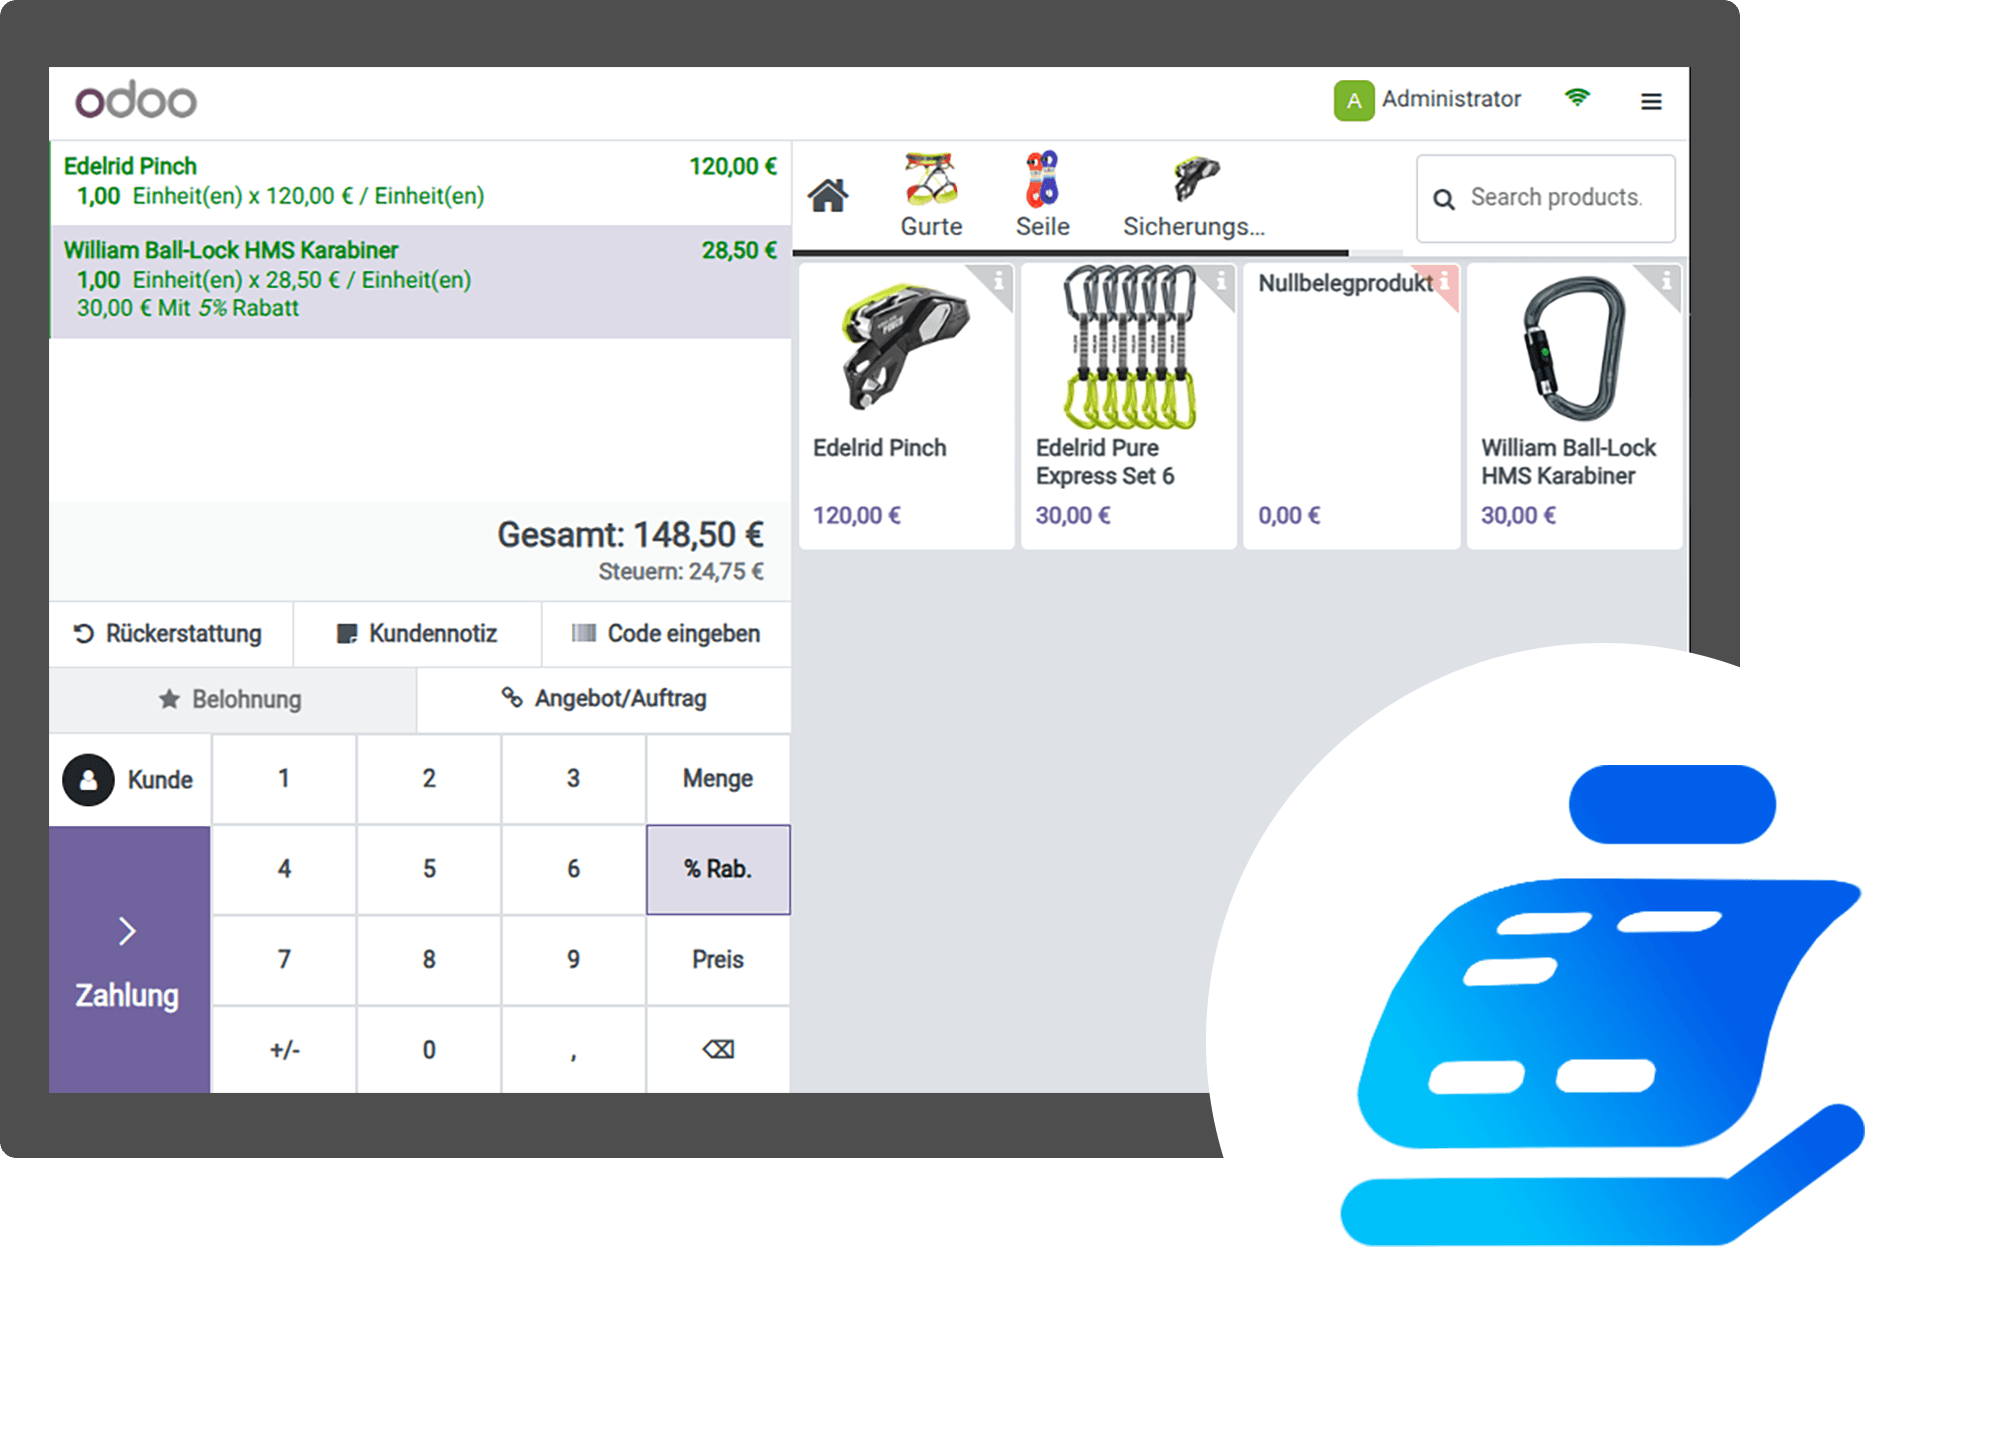 odoo
A Administrator
Edelrid Pinch 120,00 €
1,00 Einheit(en) x 120,00 € / Einheit(en)
William Ball-Lock HMS Karabiner 28,50 €
1,00 Einheit(en) x 28,50 € / Einheit(en)
30,00 € Mit 5% Rabatt
Gesamt: 148,50 €
Steuern: 24,75 €
Rückerstattung Kundennotiz Code eingeben
Belohnung Angebot/Auftrag
Kunde 1 2 3 Menge
4 5 6 % Rab.
7 8 9 Preis
Zahlung
+/- 0 ,
Gurte Seile Sicherungs...
Search products.
Nullbelegprodukt
Edelrid Pinch
120,00 €
Edelrid Pure
Express Set 6
30,00 €
0,00 €
William Ball-Lock
HMS Karabiner
30,00 €